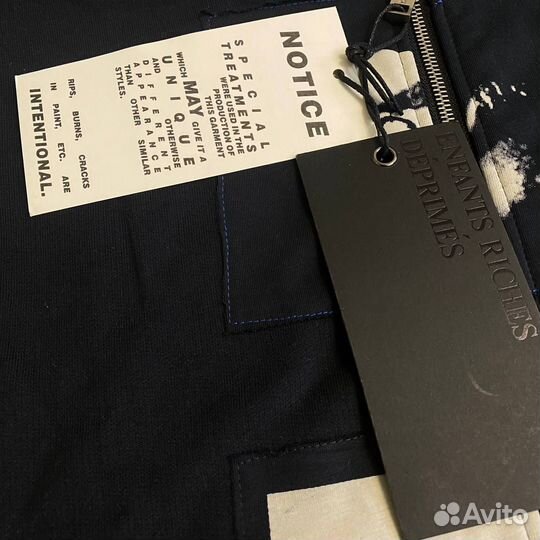 NOTICE
SPECIAL
TREATMENTS
WERE USED IN THE
PRODUCTION OF
THIS GARMENT
WHICH MAY GIVE IT A
UNIQUE
AND OTHERWISE
DIFFERENT
APPEARANCE
THAN OTHER SIMILAR
STYLES.
RIPS, BURNS, CRACKS
IN PAINT, ETC. ARE
INTENTIONAL.
ENFANTS RICHES
DÉPRIMÉS
Avito